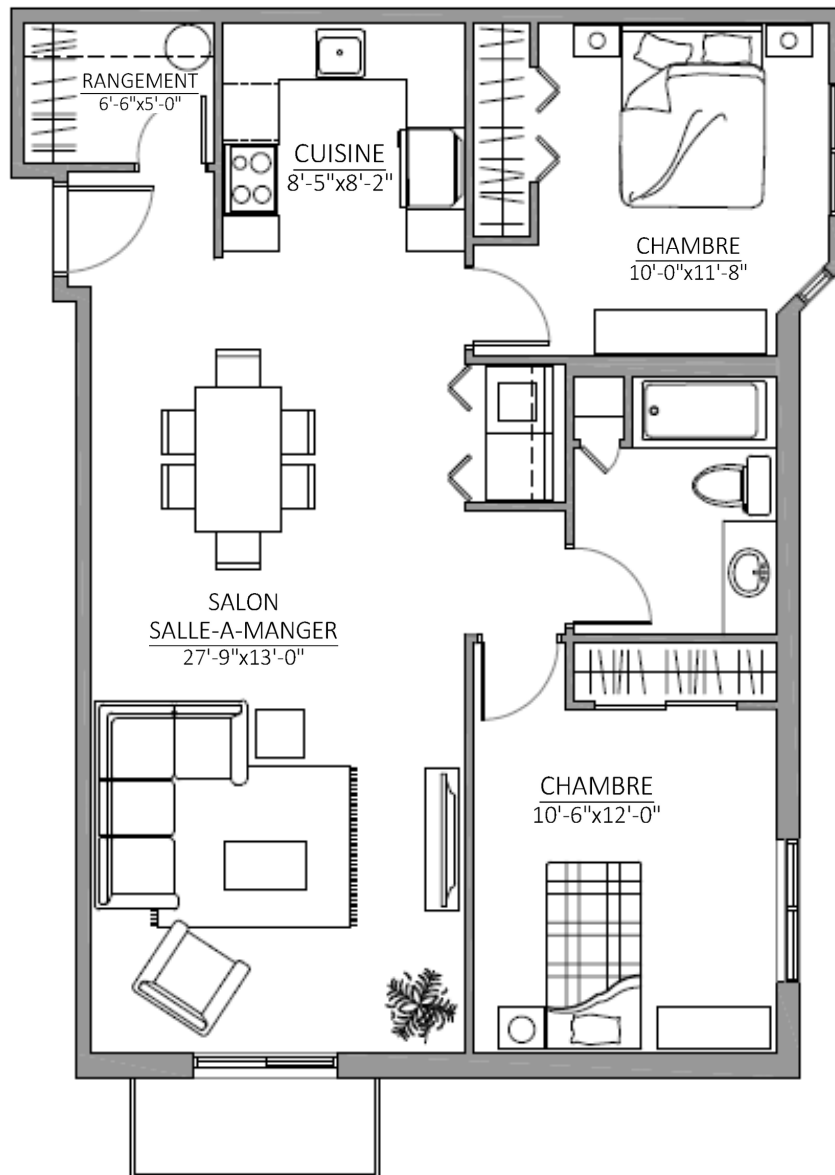 RANGEMENT
6'-6"x5'-0"
CUISINE
8'-5"x8'-2"
CHAMBRE
10'-0"x11'-8"
SALON
SALLE-A-MANGER
27'-9"x13'-0"
CHAMBRE
10'-6"x12'-0"